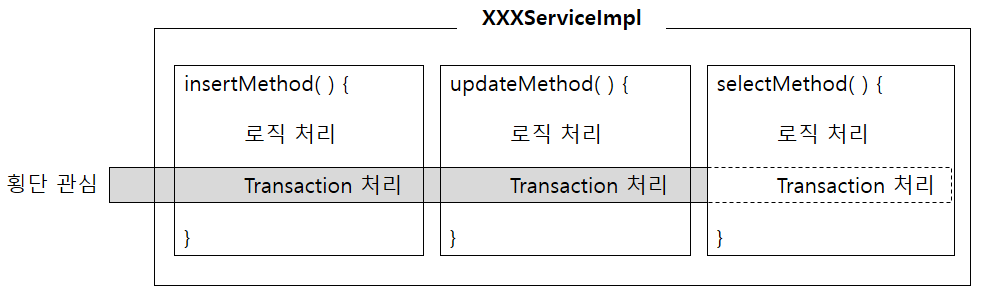 XXXServiceImpl
insertMethod( ) {
updateMethod( ) {
selectMethod( ) {
로직 처리
로직 처리
로직 처리
횡단 관심
Transaction 처리
Transaction 처리
Transaction 처리
}
}
}